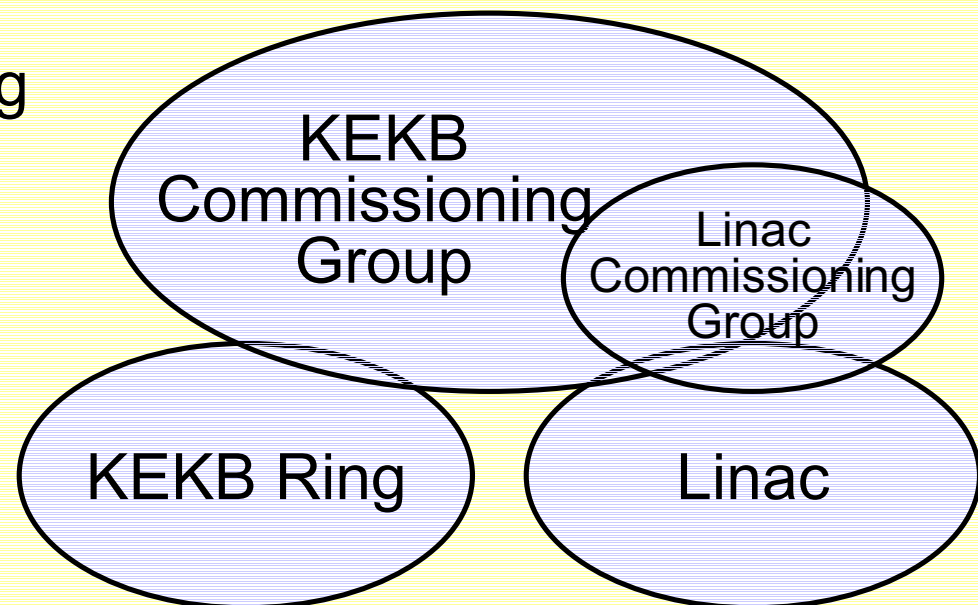 g
KEKB
Commissioning
Group
Linac
Commissioning
Group
KEKB Ring
Linac